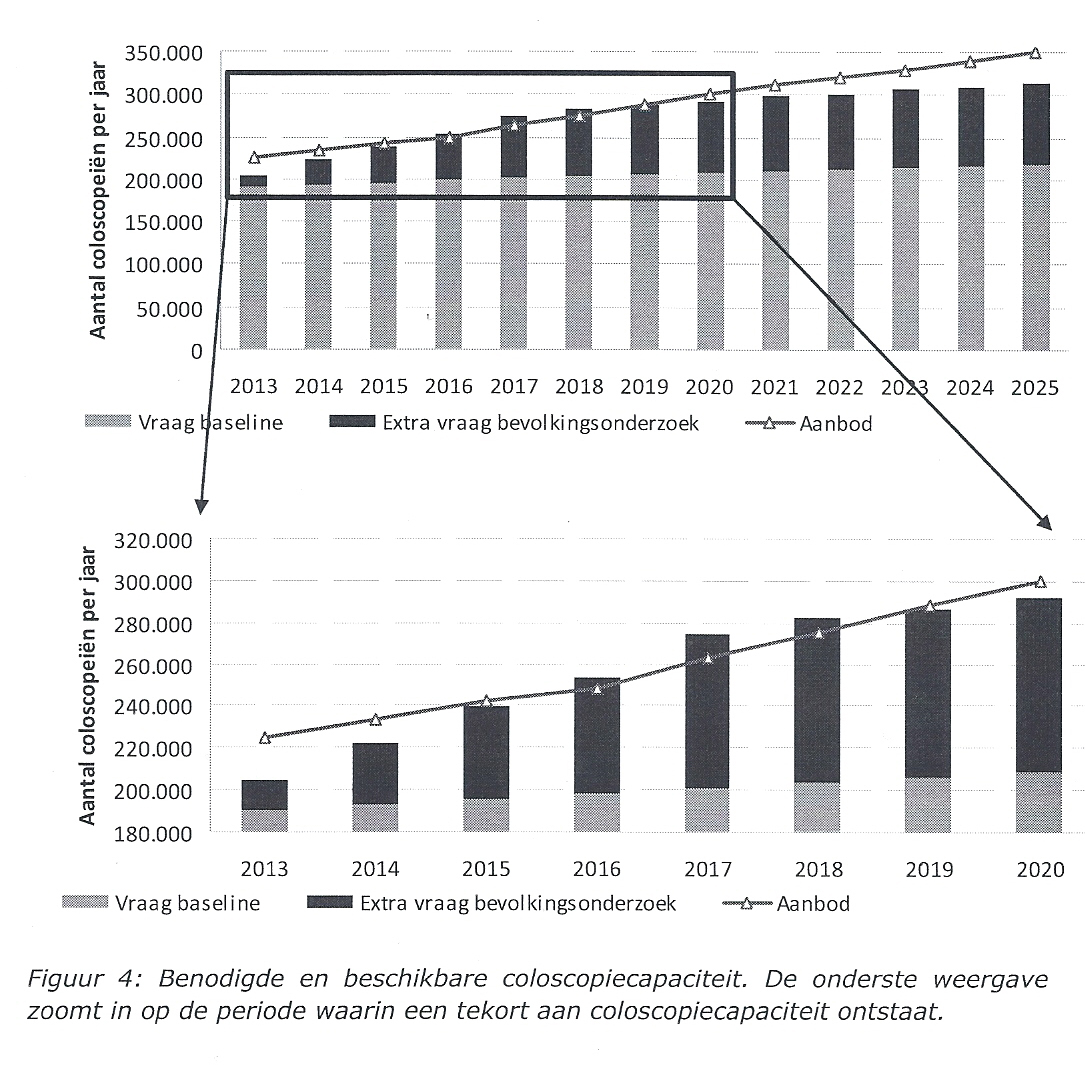 Aantal coloscopeiën per jaar
350.000
300.000
250.000
200.000
150.000
100.000
50.000
0
2013 2014 2015 2016 2017 2018 2019 2020 2021 2022 2023 2024 2025
Vraag baseline Extra vraag bevolkingsonderzoek Aanbod
Aantal coloscopeiën per jaar
320.000
300.000
280.000
260.000
240.000
220.000
200.000
180.000
2013 2014 2015 2016 2017 2018 2019 2020
Vraag baseline Extra vraag bevolkingsonderzoek Aanbod
Figuur 4: Benodigde en beschikbare coloscopiecapaciteit. De onderste weergave
zoomt in op de periode waarin een tekort aan coloscopiecapaciteit ontstaat.